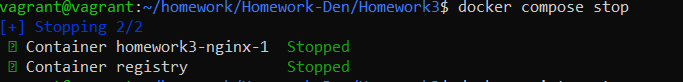 vagrant@vagrant:~/homework/Homework-Den/Homework3$ docker compose stop
[+] Stopping 2/2
Container homework3-nginx-1 Stopped
Container registry Stopped